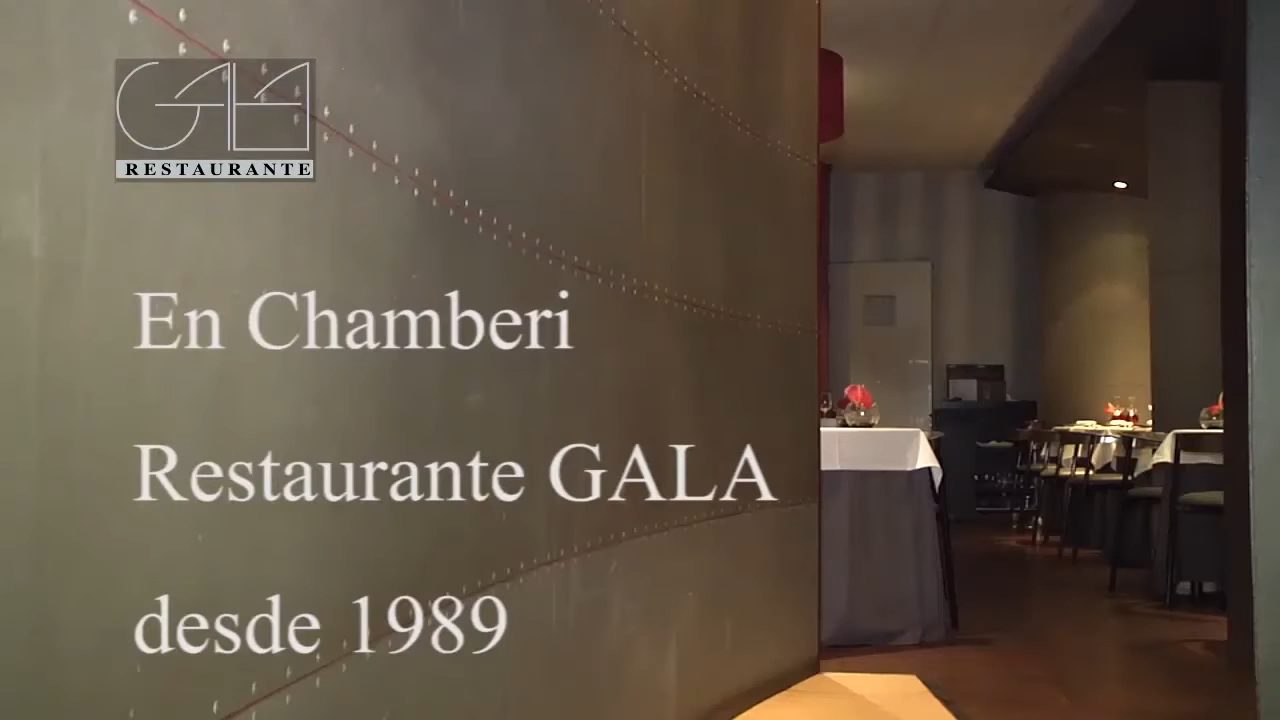 GALA
RESTAURANTE
En Chamberi
Restaurante GALA
desde 1989